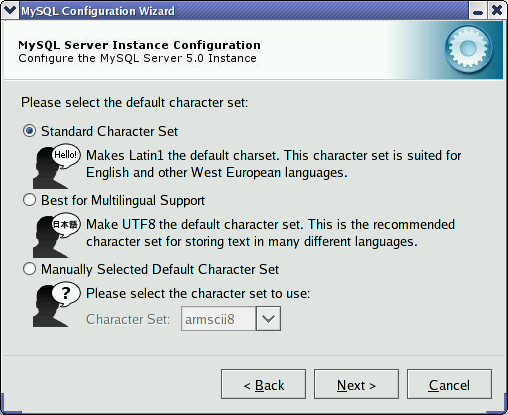 MySQL Configuration Wizard
MySQL Server Instance Configuration
Configure the MySQL Server 5.0 Instance
Please select the default character set:
Standard Character Set
Hello!
Makes Latin1 the default charset. This character set is suited for
English and other West European languages.
Best for Multilingual Support
日本語
Make UTF8 the default character set. This is the recommended
character set for storing text in many different languages.
Manually Selected Default Character Set
?
Please select the character set to use:
Character Set: armscii8
< Back Next > Cancel